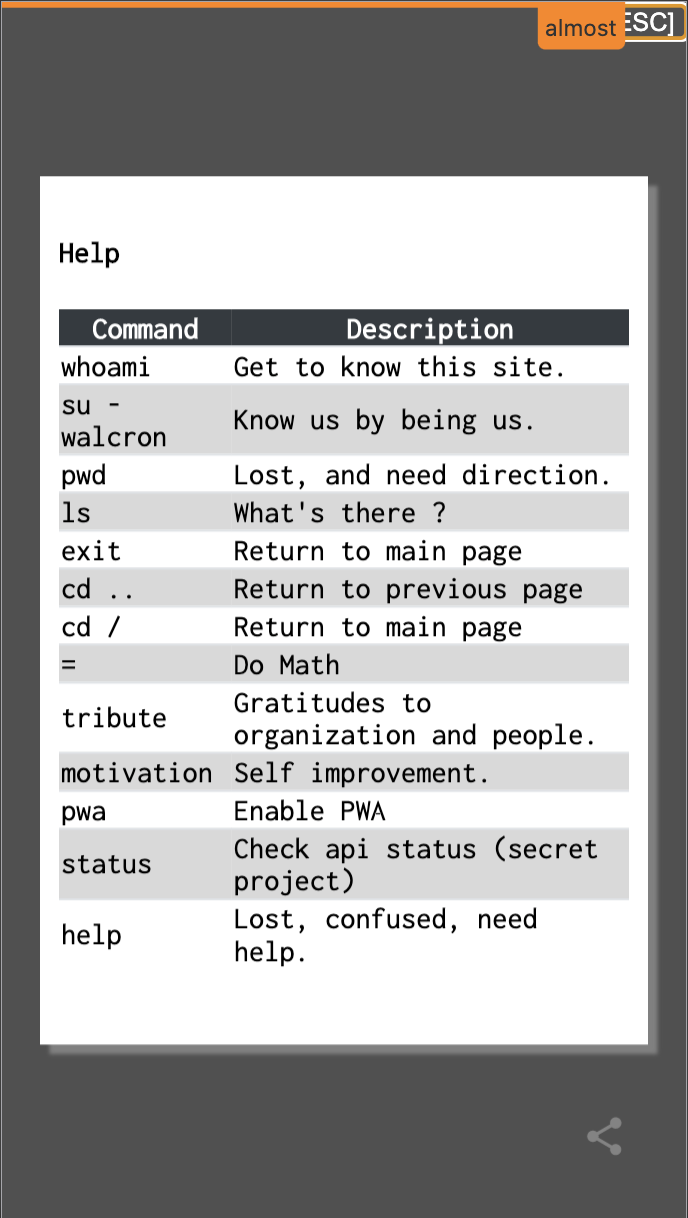 almost
ESC]
Help
Command Description
whoami Get to know this site.
su -
walcron
Know us by being us.
pwd Lost, and need direction.
ls What's there ?
exit Return to main page
cd .. Return to previous page
cd / Return to main page
= Do Math
tribute
Gratitudes to
organization and people.
motivation Self improvement.
pwa Enable PWA
status
Check api status (secret
project)
help
Lost, confused, need
help.